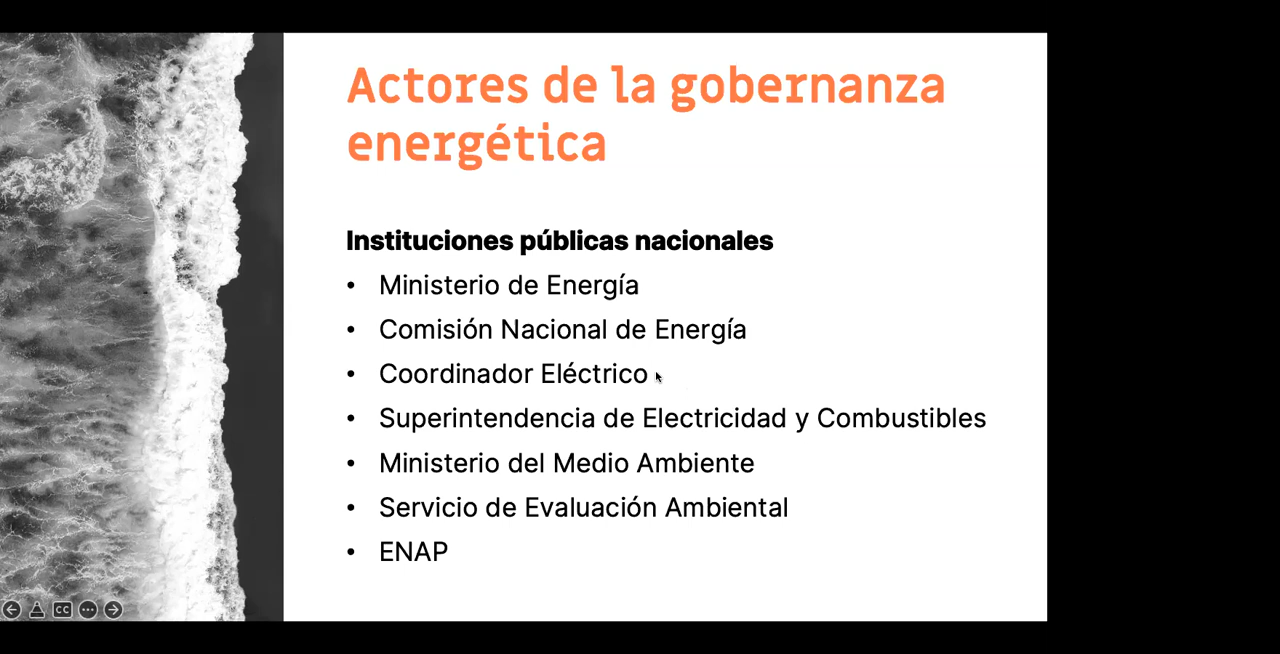 Actores de la gobernanza
energética
Instituciones públicas nacionales
• Ministerio de Energía
• Comisión Nacional de Energía
• Coordinador Eléctrico
• Superintendencia de Electricidad y Combustibles
• Ministerio del Medio Ambiente
• Servicio de Evaluación Ambiental
• ENAP
CC